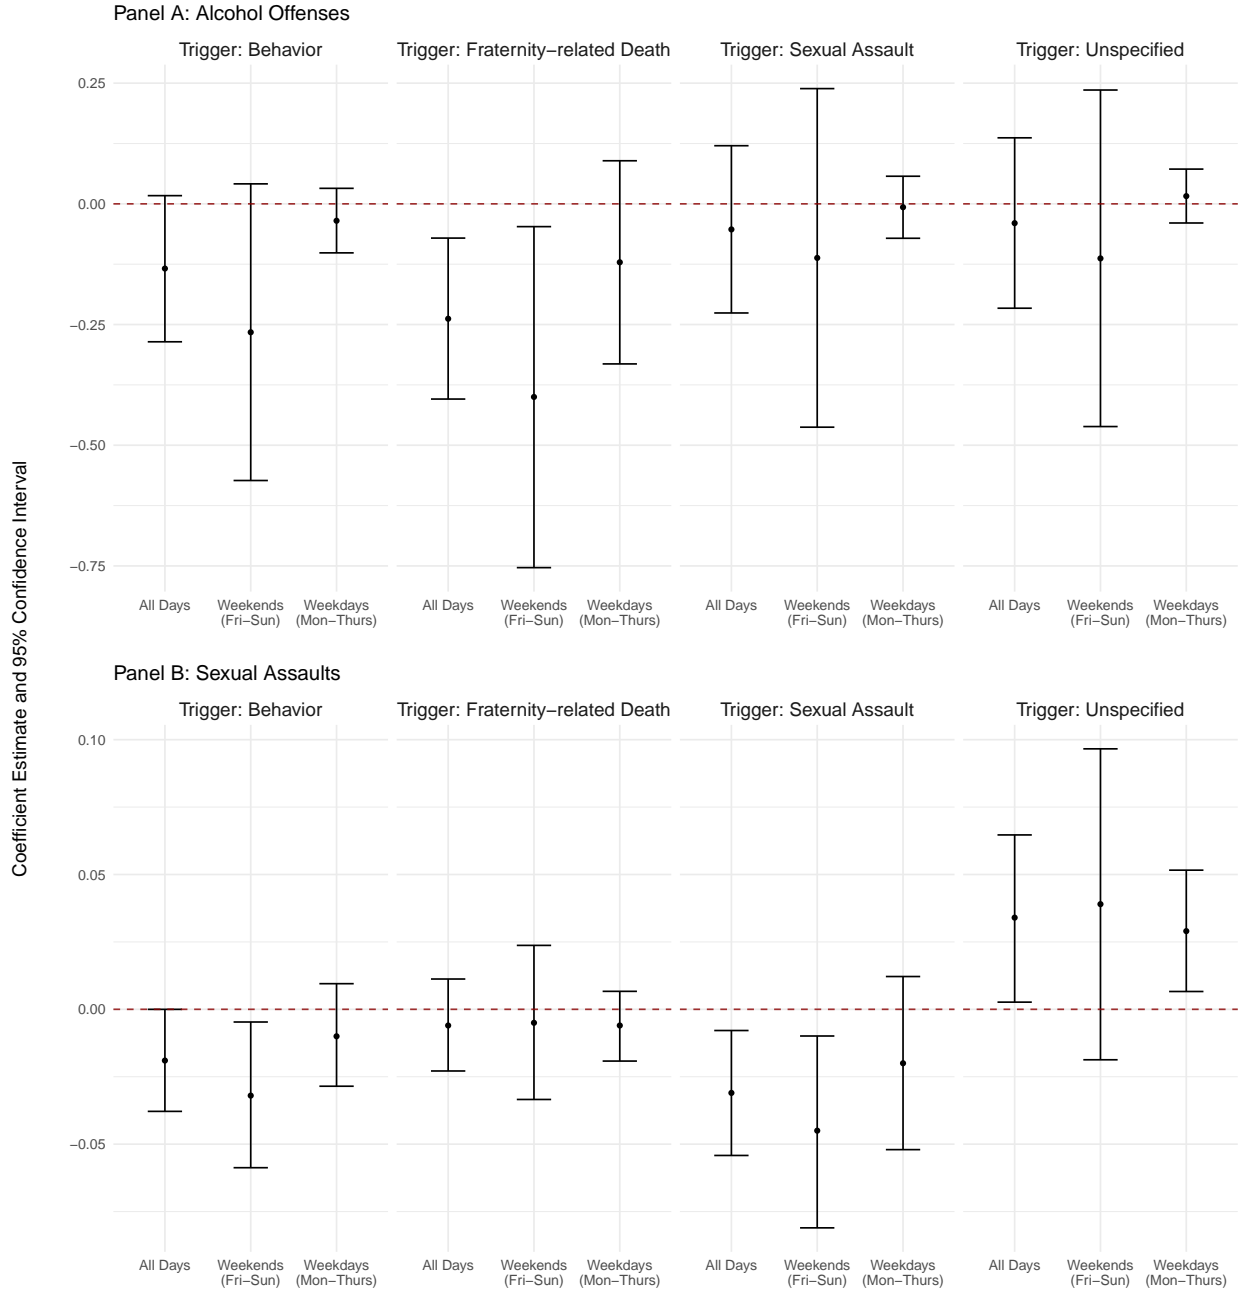 Panel A: Alcohol Offenses
Trigger: Behavior
Trigger: Fraternity−related Death
Trigger: Sexual Assault
Trigger: Unspecified
0.25
0.00
−0.25
−0.50
−0.75
All Days
Weekends
(Fri−Sun)
Weekdays
(Mon−Thurs)
All Days
Weekends
(Fri−Sun)
Weekdays
(Mon−Thurs)
All Days
Weekends
(Fri−Sun)
Weekdays
(Mon−Thurs)
All Days
Weekends
(Fri−Sun)
Weekdays
(Mon−Thurs)
Coefficient Estimate and 95% Confidence Interval
Panel B: Sexual Assaults
Trigger: Behavior
Trigger: Fraternity−related Death
Trigger: Sexual Assault
Trigger: Unspecified
0.10
0.05
0.00
−0.05
All Days
Weekends
(Fri−Sun)
Weekdays
(Mon−Thurs)
All Days
Weekends
(Fri−Sun)
Weekdays
(Mon−Thurs)
All Days
Weekends
(Fri−Sun)
Weekdays
(Mon−Thurs)
All Days
Weekends
(Fri−Sun)
Weekdays
(Mon−Thurs)